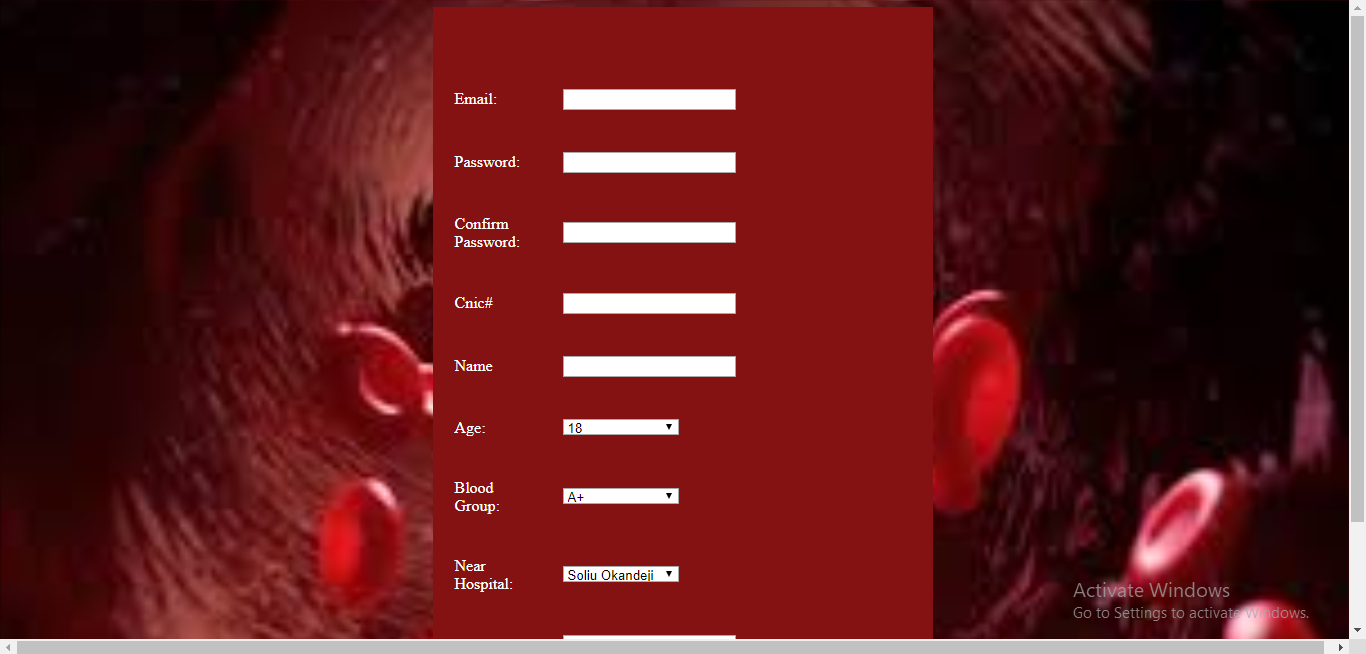 Email:
Password:
Confirm
Password:
Cnic#
Name
Age:
18
Blood
Group:
A+
Near
Hospital:
Soliu Okandeji
Activate Windows
Go to Settings to activate Windows.